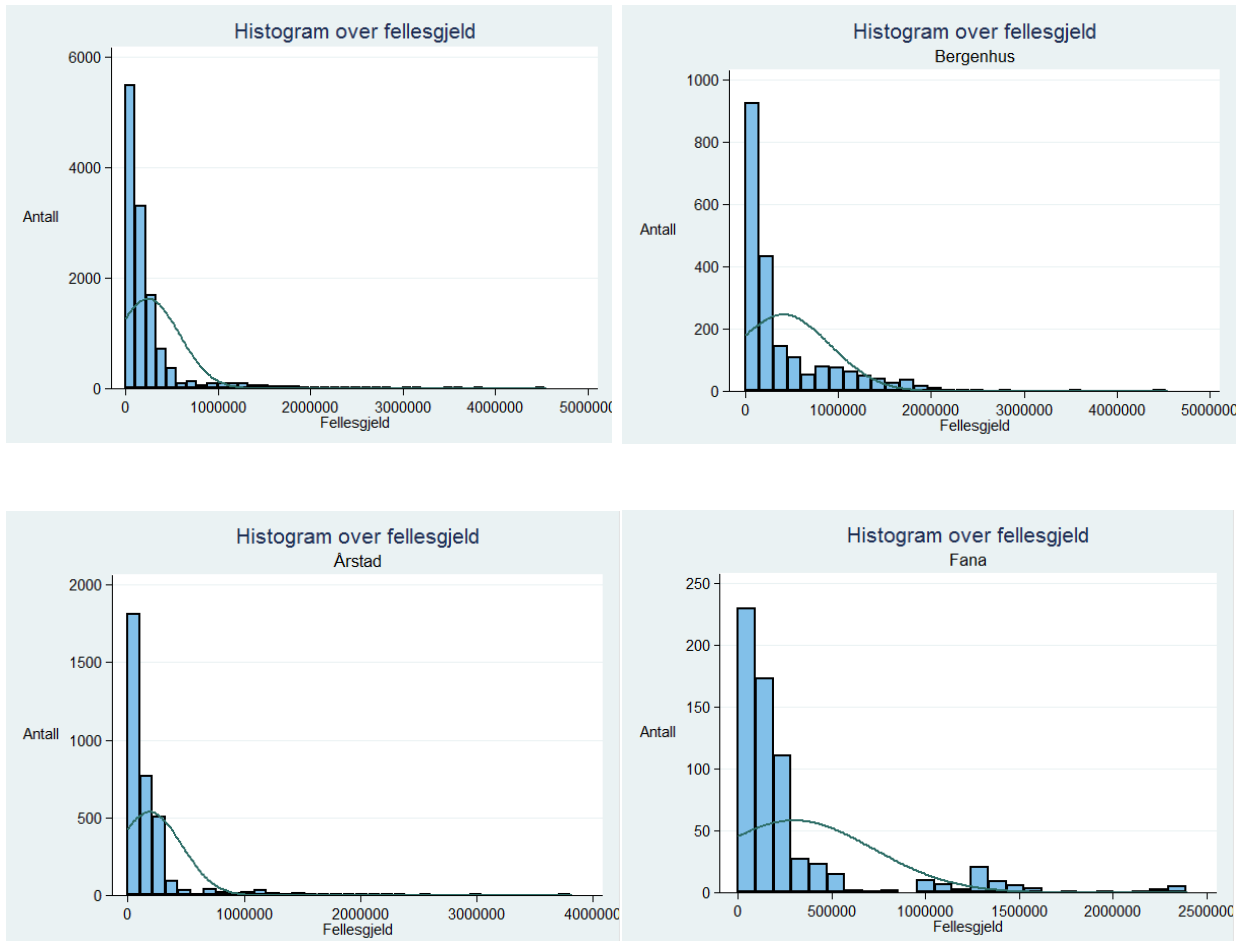 Histogram over fellesgjeld
6000
4000
Antall
2000
0
0 1000000 2000000 3000000 4000000 5000000
Fellesgjeld
Histogram over fellesgjeld
Bergenhus
1000
800
600
Antall
400
200
0
0 1000000 2000000 3000000 4000000 5000000
Fellesgjeld
Histogram over fellesgjeld
Årstad
2000
1500
Antall
1000
500
0
0 1000000 2000000 3000000 4000000
Fellesgjeld
Histogram over fellesgjeld
Fana
250
200
150
Antall
100
50
0
0 500000 1000000 1500000 2000000 2500000
Fellesgjeld